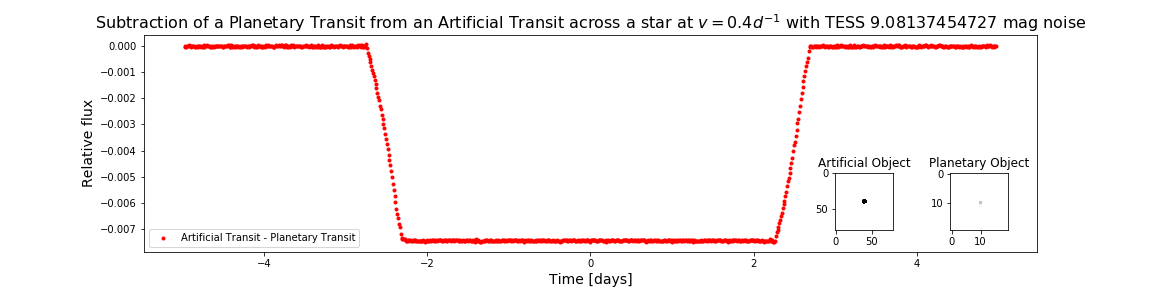 Subtraction of a Planetary Transit from an Artificial Transit across a star at v = 0.4d⁻¹ with TESS 9.08137454727 mag noise
Relative flux
0.000
−0.001
−0.002
−0.003
−0.004
−0.005
−0.006
−0.007
Artificial Transit - Planetary Transit
Artificial Object
0
50
0 50
Planetary Object
0
10
0 10
−4 −2 0 2 4
Time [days]